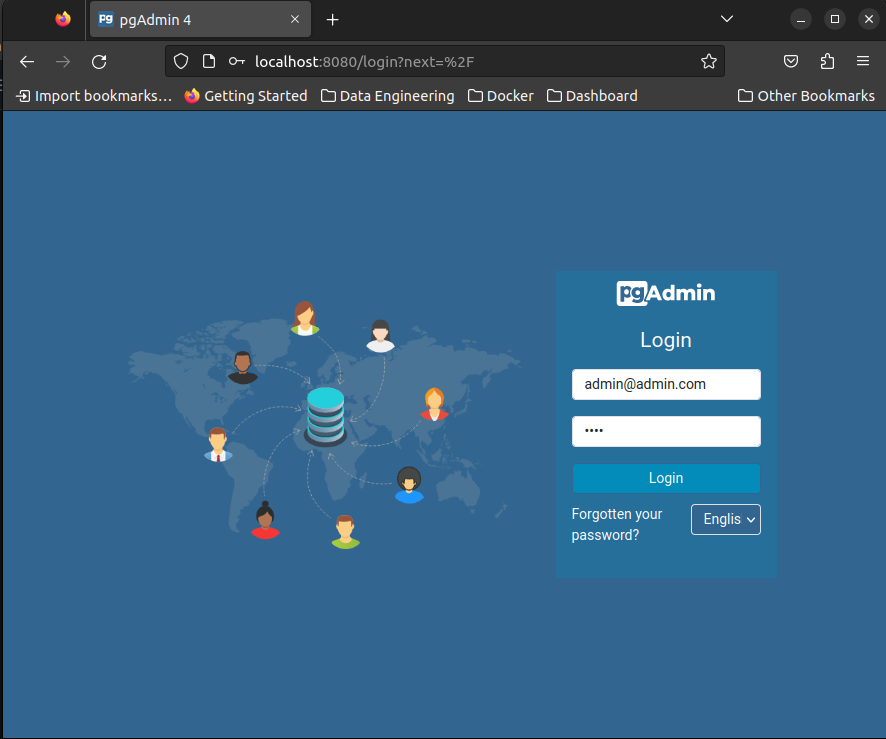 pgAdmin 4
localhost:8080/login?next=%2F
Import bookmarks... Getting Started Data Engineering Docker Dashboard Other Bookmarks
pgAdmin
Login
admin@admin.com
••••
Login
Forgotten your Englis
password?